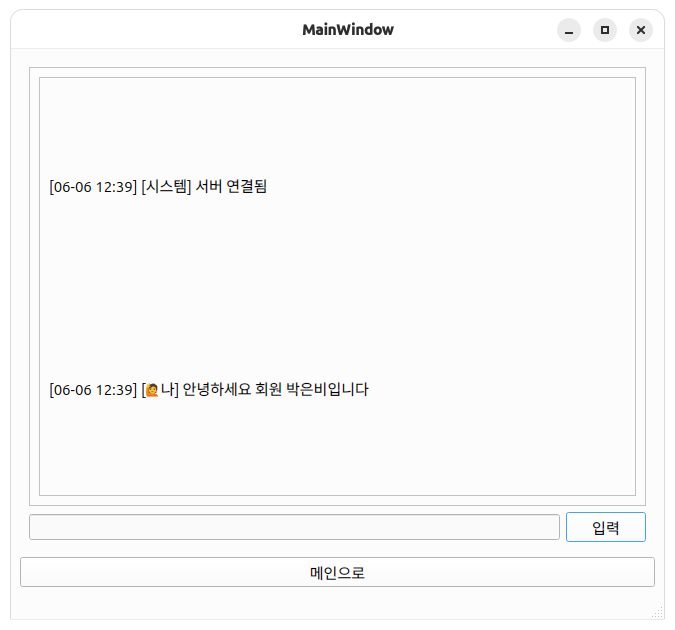 MainWindow
[06-06 12:39] [시스템] 서버 연결됨
[06-06 12:39] [🙋나] 안녕하세요 회원 박은비입니다
입력
메인으로